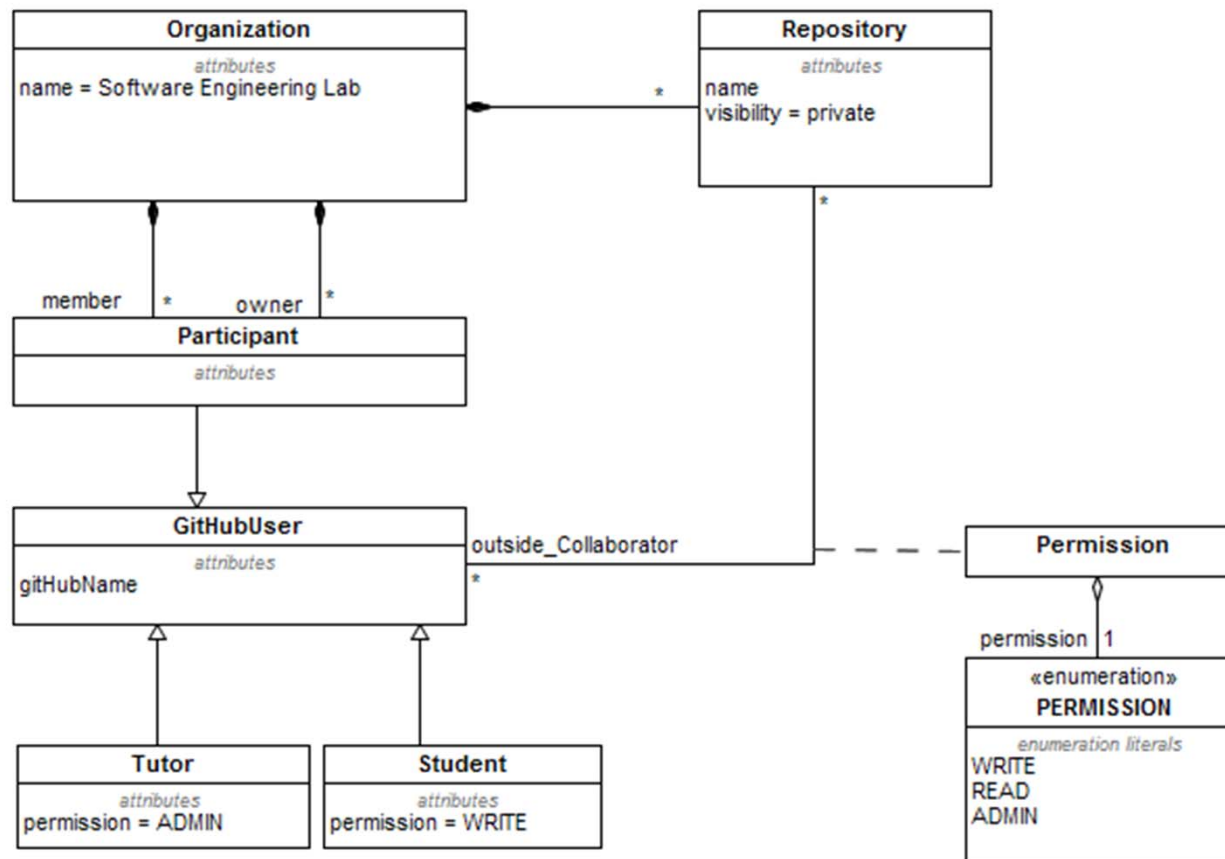 Organization
attributes
name = Software Engineering Lab
*
Repository
attributes
name
visibility = private
*
member
*
owner
*
Participant
attributes
GitHubUser
attributes
gitHubName
outside_Collaborator
*
Permission
permission
1
«enumeration»
PERMISSION
enumeration literals
WRITE
READ
ADMIN
Tutor
attributes
permission = ADMIN
Student
attributes
permission = WRITE